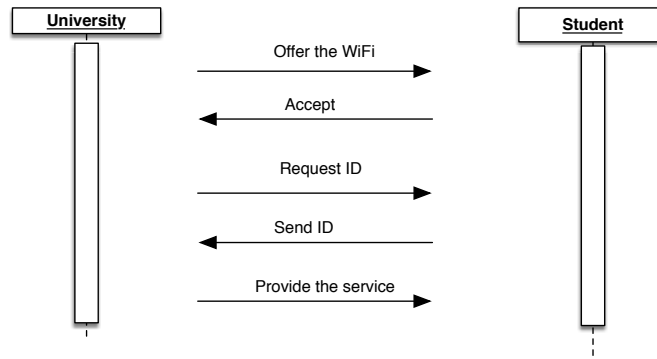 University
Student
Offer the WiFi
Accept
Request ID
Send ID
Provide the service